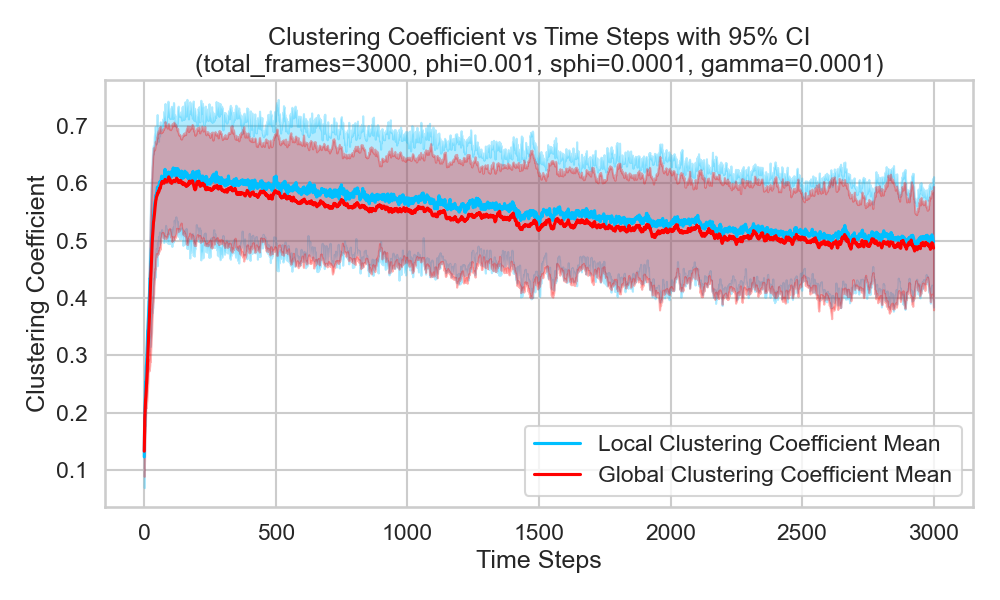 Clustering Coefficient vs Time Steps with 95% CI
(total_frames=3000, phi=0.001, sphi=0.0001, gamma=0.0001)
Clustering Coefficient
0.7
0.6
0.5
0.4
0.3
0.2
0.1
Local Clustering Coefficient Mean
Global Clustering Coefficient Mean
0 500 1000 1500 2000 2500 3000
Time Steps